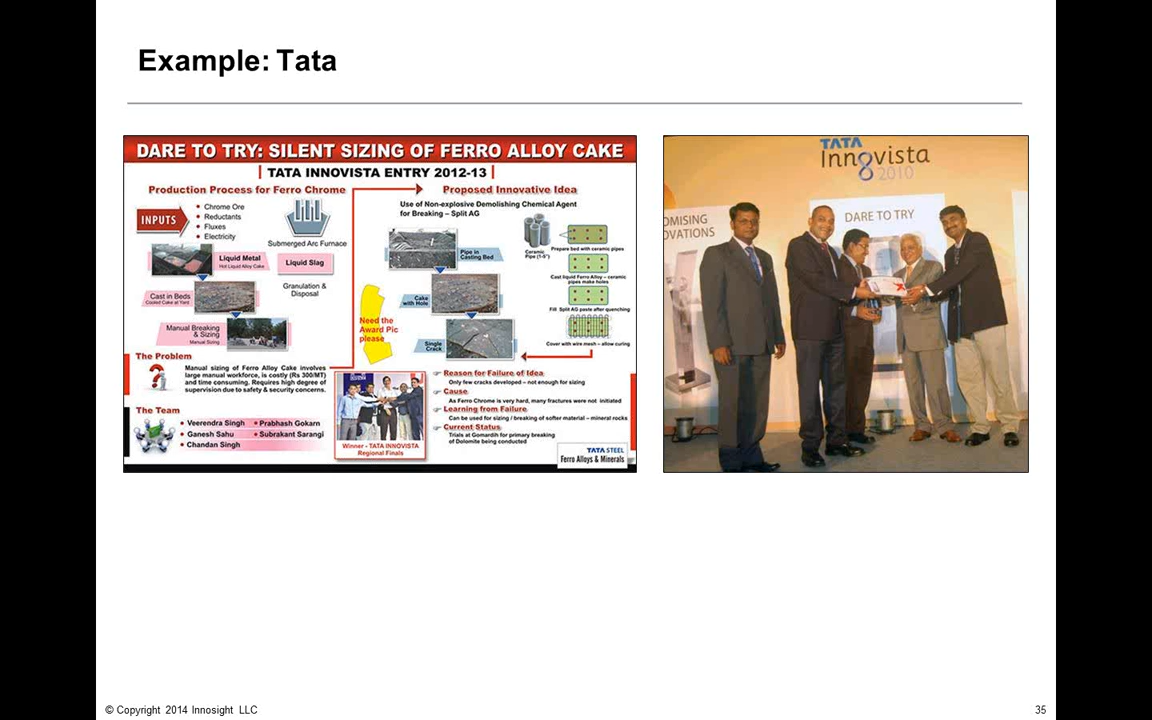 Example: Tata
DARE TO TRY: SILENT SIZING OF FERRO ALLOY CAKE
TATA INNOVISTA ENTRY 2012-13
Production Process for Ferro Chrome
INPUTS
• Chrome Ore
• Reductants
• Fluxes
• Electricity
Submerged Arc Furnace
Liquid Metal
Hot Liquid Alloy Cake
Liquid Slag
Granulation &
Disposal
Cast in Beds
Cooled Cake at Yard
Manual Breaking
& Sizing
Manual Sizing
The Problem
Manual sizing of Ferro Alloy Cake involves
large manual workforce, is costly (Rs 300/MT)
and time consuming. Requires high degree of
supervision due to safety & security concerns.
The Team
• Veerendra Singh • Prabhash Gokarn
• Ganesh Sahu • Subrakant Sarangi
• Chandan Singh
Need the
Award Pic
please
Winner - TATA INNOVISTA
Regional Finals
Proposed Innovative Idea
Use of Non-explosive Demolishing Chemical Agent
for Breaking – Split AG
Pipe in
Casting Bed
Cake
with Hole
Single
Crack
Ceramic
Pipe (1-5")
Prepare bed with ceramic pipes
Cast liquid Ferro Alloy – ceramic
pipes make holes
Fill Split AG paste after quenching
Cover with wire mesh – allow curing
Reason for Failure of Idea
Only few cracks developed – not enough for sizing
Cause
As Ferro Chrome is very hard, many fractures were not initiated
Learning from Failure
Can be used for sizing / breaking of softer material – mineral rocks
Current Status
Trials at Gomardih for primary breaking
of Dolomite being conducted
TATA STEEL
Ferro Alloys & Minerals
TATA
Innovista
2010
OMISING
OVATIONS
DARE TO TRY
© Copyright 2014 Innosight LLC
35